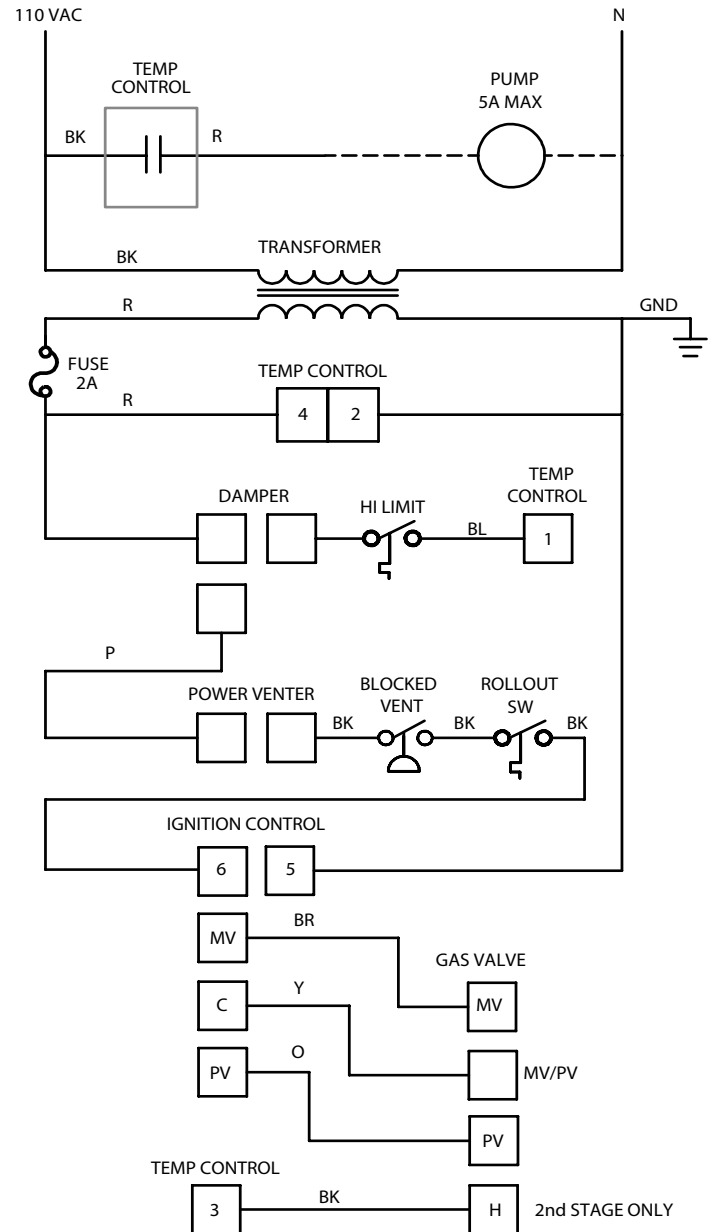 110 VAC
N
TEMP
CONTROL
PUMP
5A MAX
BK
R
BK
TRANSFORMER
R
GND
FUSE
2A
TEMP CONTROL
R
4
2
DAMPER
HI LIMIT
TEMP
CONTROL
BL
1
P
POWER VENTER
BLOCKED
VENT
ROLLOUT
SW
BK
BK
BK
IGNITION CONTROL
6
5
MV
BR
GAS VALVE
MV
C
Y
MV/PV
PV
O
PV
TEMP CONTROL
3
BK
H
2nd STAGE ONLY